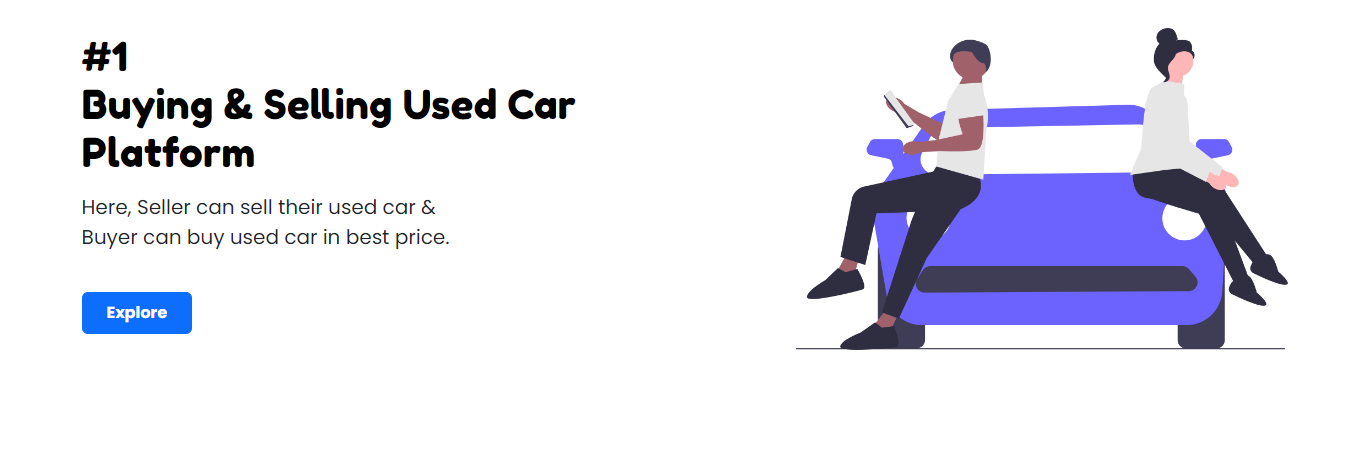 #1
Buying & Selling Used Car
Platform
Here, Seller can sell their used car &
Buyer can buy used car in best price.
Explore